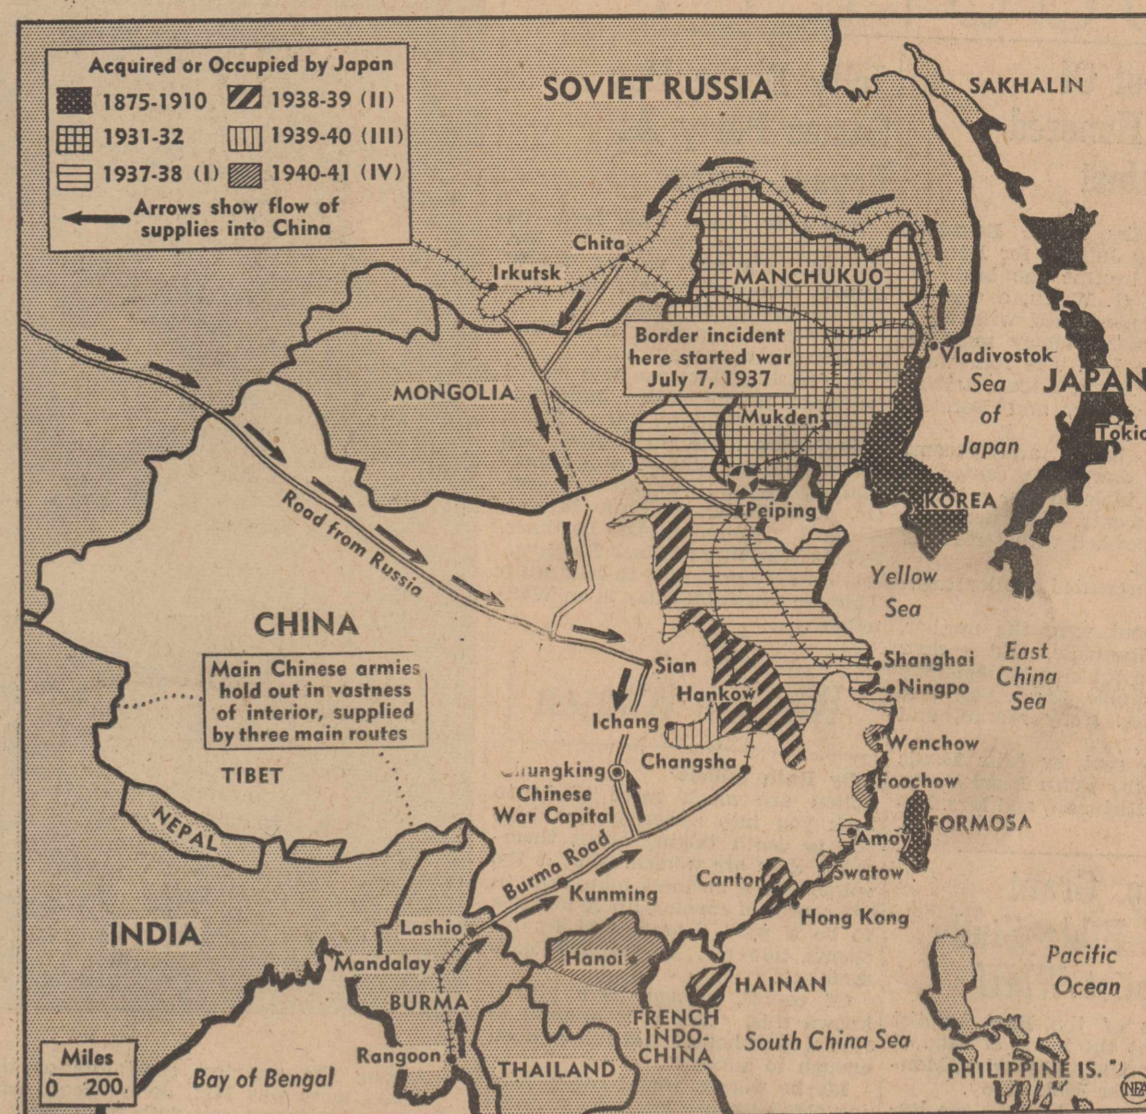 Acquired or Occupied by Japan
1875-1910
1938-39 (II)
1931-32
1939-40 (III)
1937-38 (I)
1940-41 (IV)
Arrows show flow of
supplies into China
SOVIET RUSSIA
SAKHALIN
Chita
Irkutsk
MANCHUKUO
Border incident
here started war
July 7, 1937
Vladivostok
Sea
of
Japan
JAPAN
Tokio
MONGOLIA
Mukden
Peiping
KOREA
Road from Russia
Yellow
Sea
CHINA
East
China
Sea
Main Chinese armies
hold out in vastness
of interior, supplied
by three main routes
Sian
Shanghai
Hankow
Ningpo
Ichang
Wenchow
TIBET
Changsha
Chungking
Chinese
War Capital
Foochow
NEPAL
FORMOSA
Amoy
Burma Road
Swatow
Canton
Kunming
Hong Kong
INDIA
Lashio
Mandalay
Hanoi
Pacific
Ocean
HAINAN
BURMA
FRENCH
INDO-
CHINA
South China Sea
Rangoon
THAILAND
PHILIPPINE IS.
Miles
0 200
Bay of Bengal
NEA